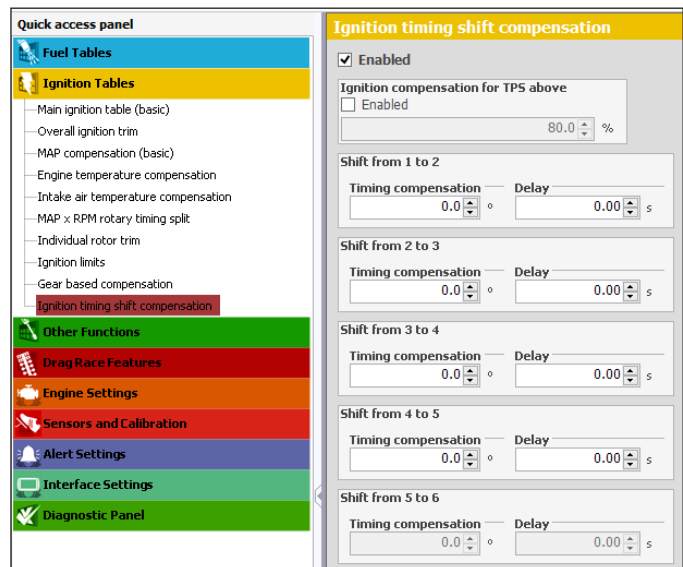 Quick access panel
Fuel Tables
Ignition Tables
Main ignition table (basic)
Overall ignition trim
MAP compensation (basic)
Engine temperature compensation
Intake air temperature compensation
MAP x RPM rotary timing split
Individual rotor trim
Ignition limits
Gear based compensation
Ignition timing shift compensation
Other Functions
Drag Race Features
Engine Settings
Sensors and Calibration
Alert Settings
Interface Settings
Diagnostic Panel
Ignition timing shift compensation
Enabled
Ignition compensation for TPS above
Enabled
80.0 %
Shift from 1 to 2
Timing compensation Delay
0.0 º 0.00 s
Shift from 2 to 3
Timing compensation Delay
0.0 º 0.00 s
Shift from 3 to 4
Timing compensation Delay
0.0 º 0.00 s
Shift from 4 to 5
Timing compensation Delay
0.0 º 0.00 s
Shift from 5 to 6
Timing compensation Delay
0.0 º 0.00 s